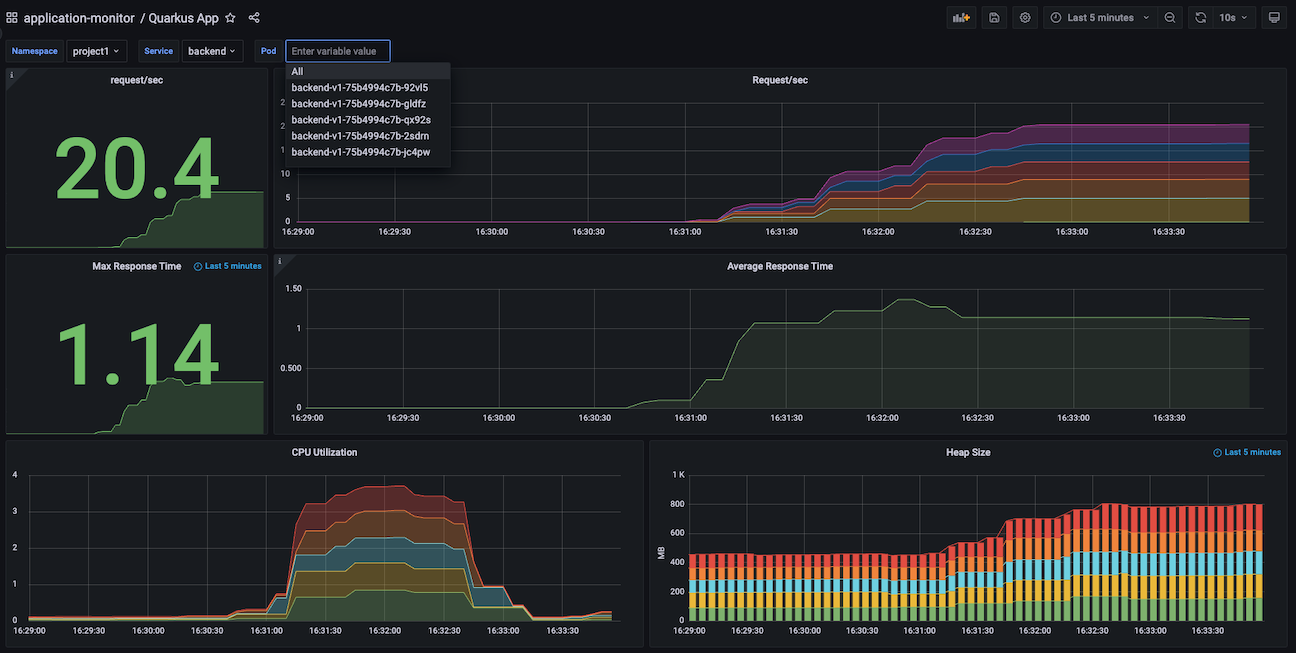 application-monitor / Quarkus App
Last 5 minutes
10s
Namespace
project1
Service
backend
Pod
Enter variable value
All
backend-v1-75b4994c7b-92vl5
backend-v1-75b4994c7b-gldfz
backend-v1-75b4994c7b-qx92s
backend-v1-75b4994c7b-2sdrn
backend-v1-75b4994c7b-jc4pw
i
request/sec
20.4
Request/sec
10
5
0
16:29:00 16:29:30 16:30:00 16:30:30 16:31:00 16:31:30 16:32:00 16:32:30 16:33:00 16:33:30
Max Response Time
Last 5 minutes
1.14
i
Average Response Time
1.50
1
0.500
0
16:29:00 16:29:30 16:30:00 16:30:30 16:31:00 16:31:30 16:32:00 16:32:30 16:33:00 16:33:30
CPU Utilization
4
3
2
1
0
16:29:00 16:29:30 16:30:00 16:30:30 16:31:00 16:31:30 16:32:00 16:32:30 16:33:00 16:33:30
Heap Size
Last 5 minutes
MB
1 K
800
600
400
200
0
16:29:00 16:29:30 16:30:00 16:30:30 16:31:00 16:31:30 16:32:00 16:32:30 16:33:00 16:33:30